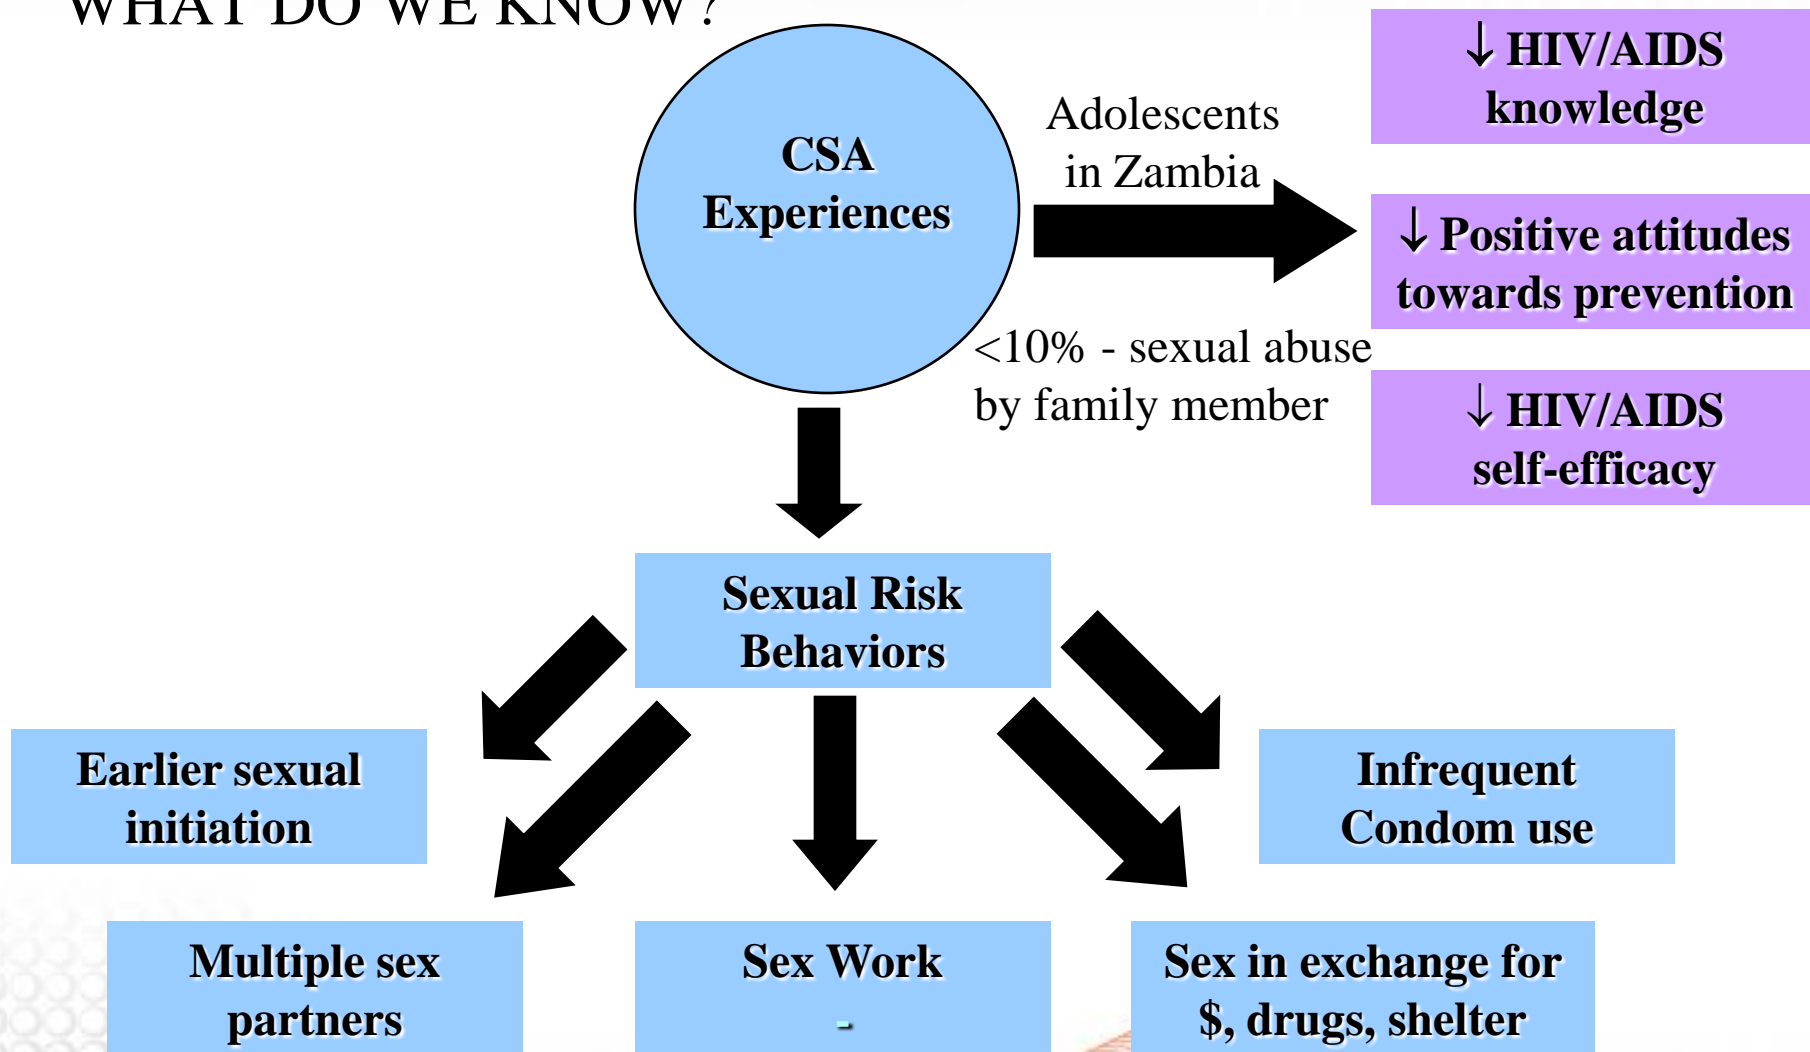 WHAT DO WE KNOW?
CSA
Experiences
Adolescents
in Zambia
<10% - sexual abuse
by family member
↓ HIV/AIDS
knowledge
↓ Positive attitudes
towards prevention
↓ HIV/AIDS
self-efficacy
Sexual Risk
Behaviors
Earlier sexual
initiation
Multiple sex
partners
Sex Work
-
Sex in exchange for
$, drugs, shelter
Infrequent
Condom use